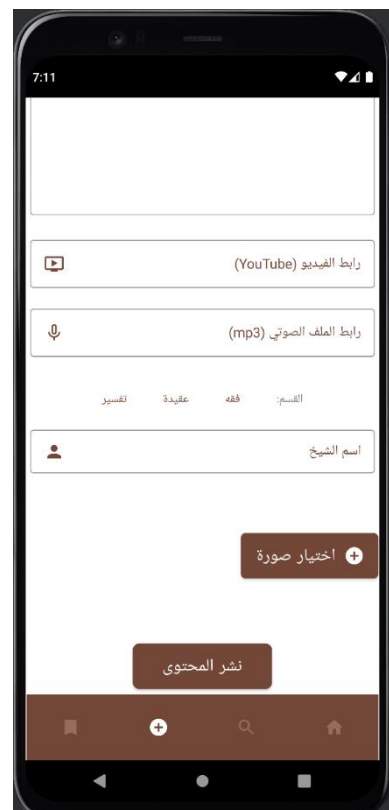 7:11
رابط الفيديو (YouTube)
رابط الملف الصوتي (mp3)
القسم: فقه عقيدة تفسير
اسم الشيخ
اختيار صورة
نشر المحتوى